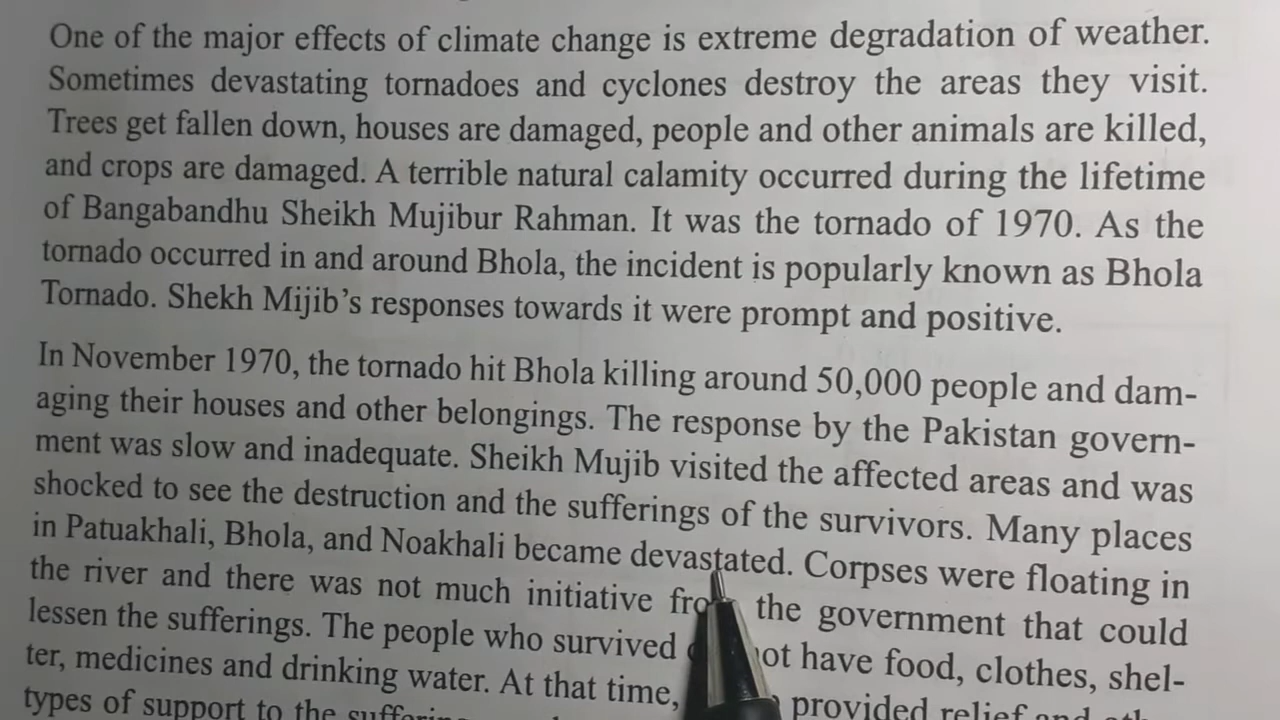 One of the major effects of climate change is extreme degradation of weather.
Sometimes devastating tornadoes and cyclones destroy the areas they visit.
Trees get fallen down, houses are damaged, people and other animals are killed,
and crops are damaged. A terrible natural calamity occurred during the lifetime
of Bangabandhu Sheikh Mujibur Rahman. It was the tornado of 1970. As the
tornado occurred in and around Bhola, the incident is popularly known as Bhola
Tornado. Shekh Mijib's responses towards it were prompt and positive.
In November 1970, the tornado hit Bhola killing around 50,000 people and dam-
aging their houses and other belongings. The response by the Pakistan govern-
ment was slow and inadequate. Sheikh Mujib visited the affected areas and was
shocked to see the destruction and the sufferings of the survivors. Many places
in Patuakhali, Bhola, and Noakhali became devastated. Corpses were floating in
the river and there was not much initiative the government that could
lessen the sufferings. The people who survived have food, clothes, shel-
ter, medicines and drinking water. At that time, provided relief and
types of support to the